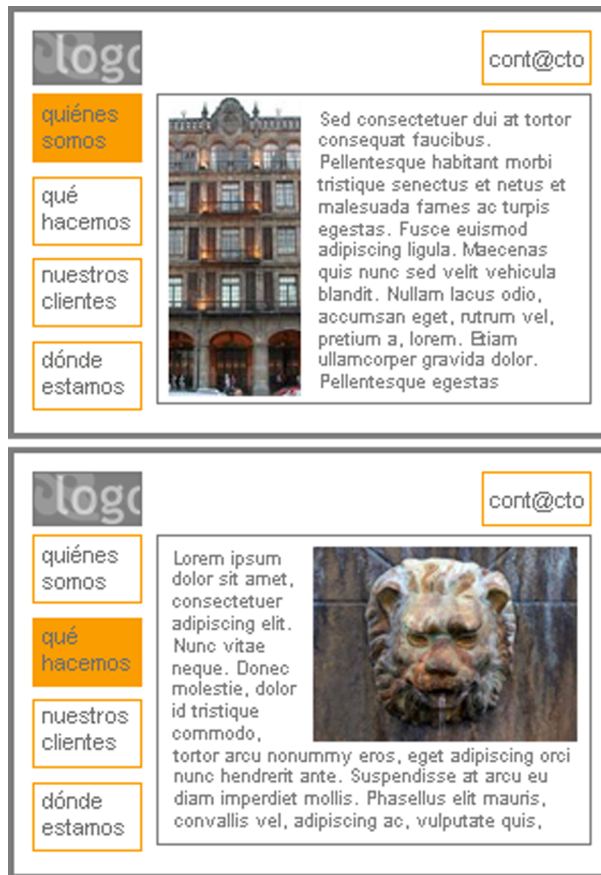 logo
cont@cto
quiénes
somos
qué
hacemos
nuestros
clientes
dónde
estamos
Sed consectetuer dui at tortor
consequat faucibus.
Pellentesque habitant morbi
tristique senectus et netus et
malesuada fames ac turpis
egestas. Fusce euismod
adipiscing ligula. Maecenas
quis nunc sed velit vehicula
blandit. Nullam lacus odio,
accumsan eget, rutrum vel,
pretium a, lorem. Etiam
ullamcorper gravida dolor.
Pellentesque egestas
logo
cont@cto
quiénes
somos
qué
hacemos
nuestros
clientes
dónde
estamos
Lorem ipsum
dolor sit amet,
consectetuer
adipiscing elit.
Nunc vitae
neque. Donec
molestie, dolor
id tristique
commodo,
tortor arcu nonummy eros, eget adipiscing orci
nunc hendrerit ante. Suspendisse at arcu eu
diam imperdiet mollis. Phasellus elit mauris,
convallis vel, adipiscing ac, vulputate quis,